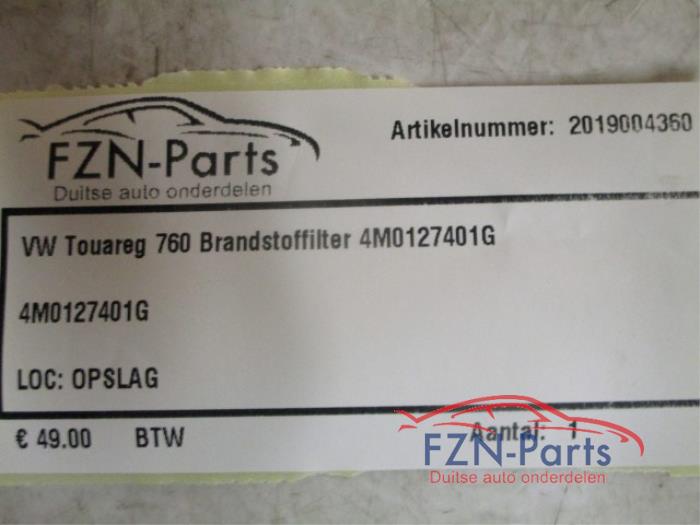 FZN-Parts
Duitse auto onderdelen
Artikelnummer: 2019004360
VW Touareg 760 Brandstoffilter 4M0127401G
4M0127401G
LOC: OPSLAG
€ 49.00 BTW Aantal: 1
FZN-Parts
Duitse auto onderdelen